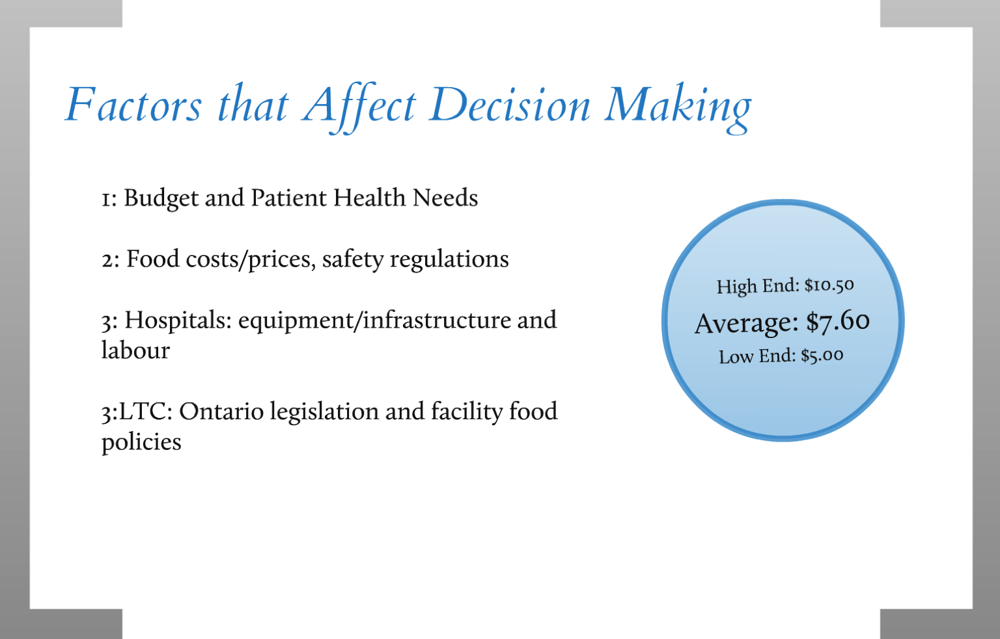 Factors that Affect Decision Making
1: Budget and Patient Health Needs
2: Food costs/prices, safety regulations
3: Hospitals: equipment/infrastructure and
labour
3:LTC: Ontario legislation and facility food
policies
High End: $10.50
Average: $7.60
Low End: $5.00